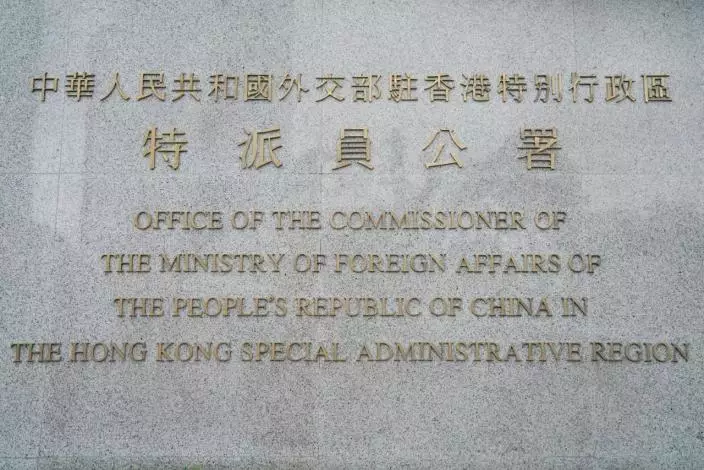 中華人民共和國外交部駐香港特別行政區
特派員公署
OFFICE OF THE COMMISSIONER OF
THE MINISTRY OF FOREIGN AFFAIRS OF
THE PEOPLE'S REPUBLIC OF CHINA IN
THE HONG KONG SPECIAL ADMINISTRATIVE REGION